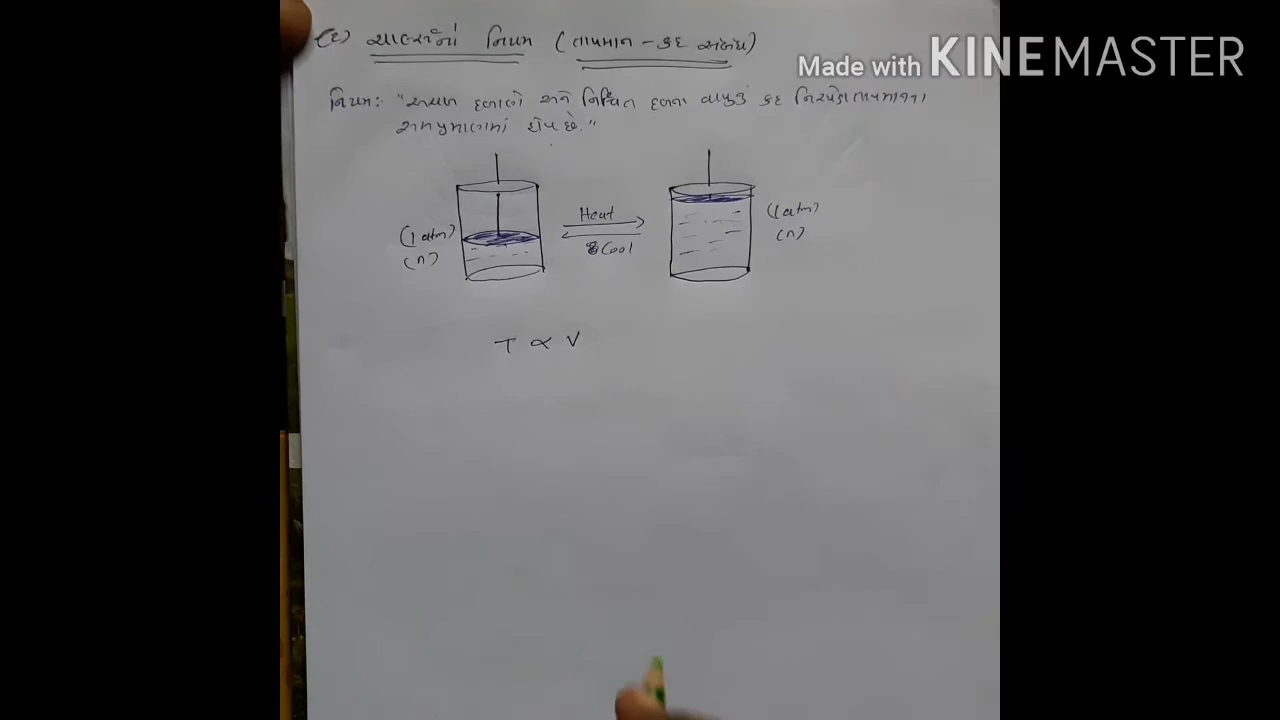 (૨) ચાર્લ્સનો નિયમ (તાપમાન - કદ સંબંધ)
Made with KINEMASTER
નિયમ: "અચળ દબાણે અને નિશ્ચિત દળના વાયુનું કદ નિરપેક્ષ તાપમાનના
સમપ્રમાણમાં હોય છે."
(1 atm)
(n)
Heat
Cool
(1 atm)
(n)
T ∝ V